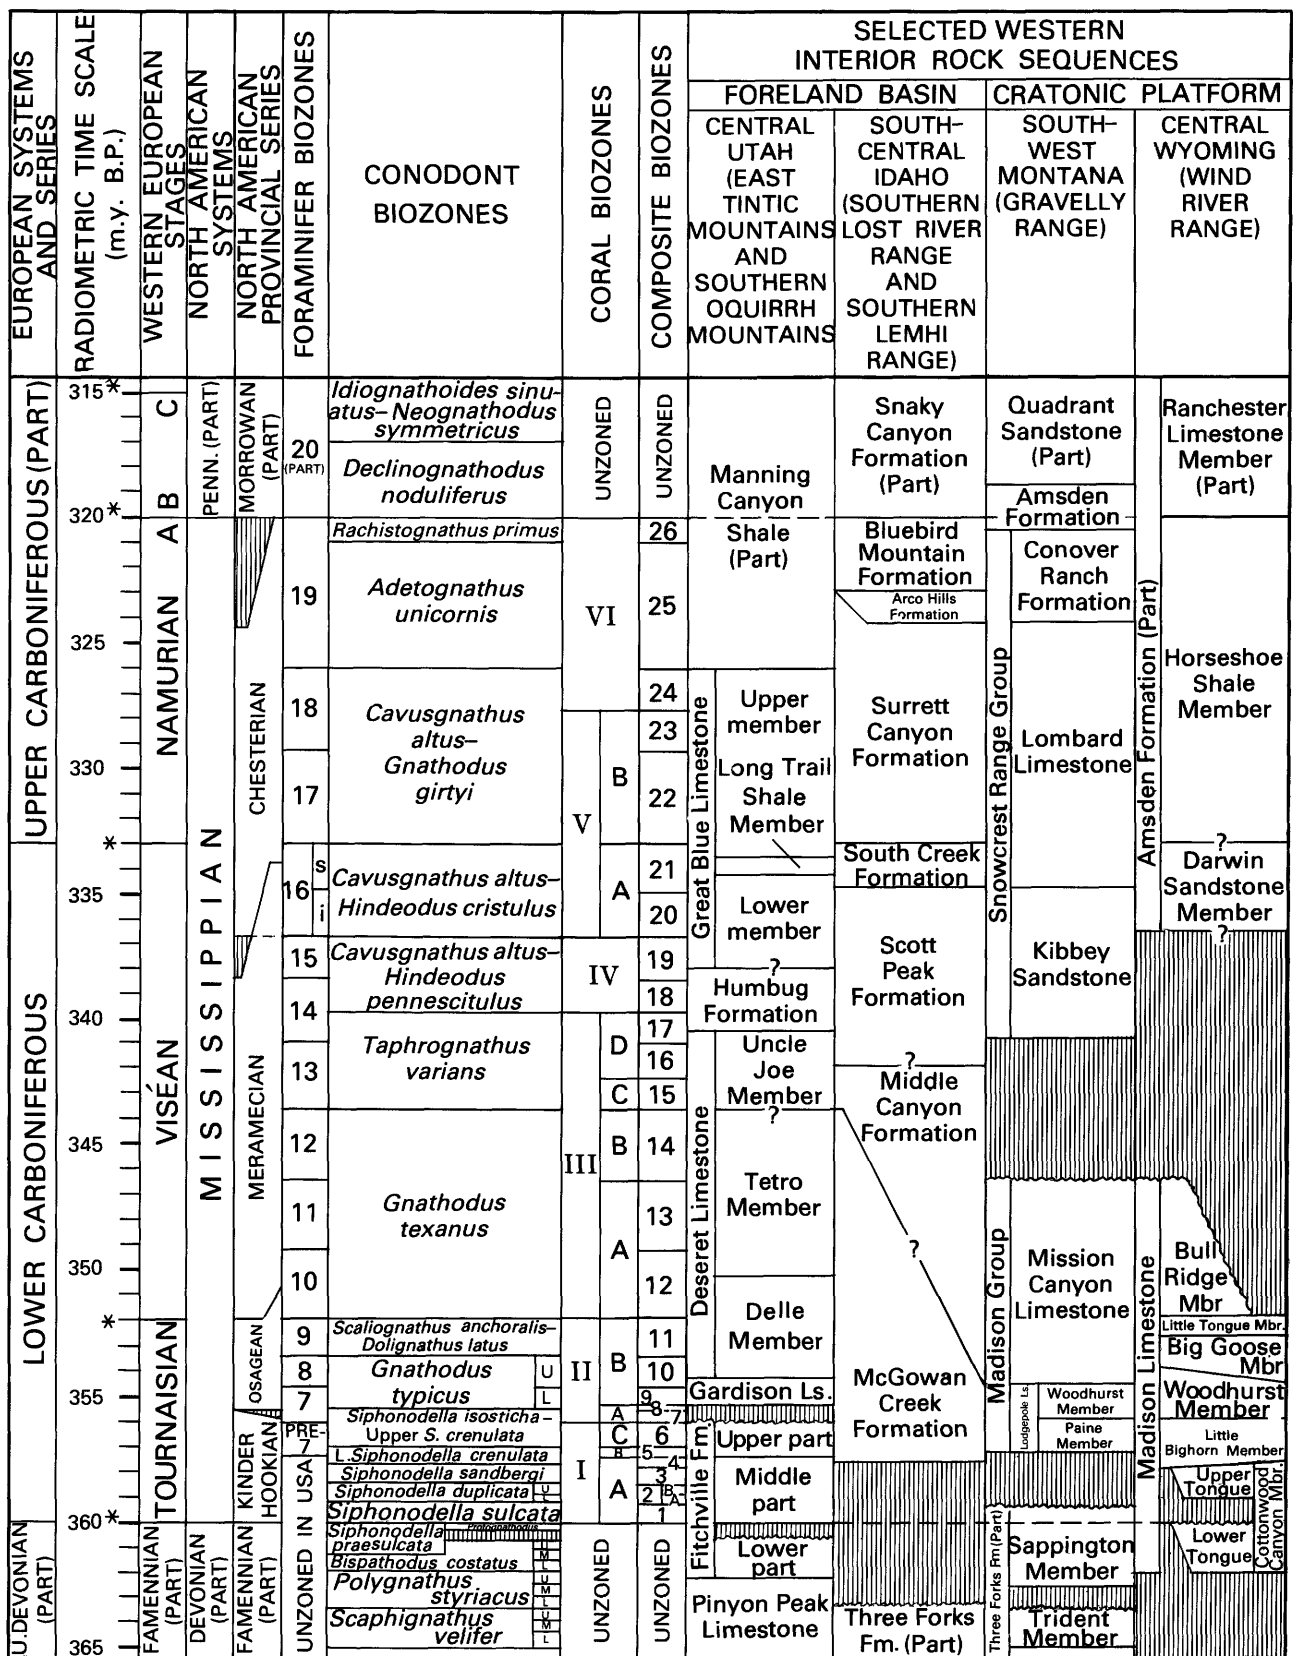 EUROPEAN SYSTEMS
AND SERIES
RADIOMETRIC TIME SCALE
(m.y. B.P.)
WESTERN EUROPEAN
STAGES
NORTH AMERICAN
SYSTEMS
NORTH AMERICAN
PROVINCIAL SERIES
FORAMINIFER BIOZONES
CONODONT
BIOZONES
CORAL BIOZONES
COMPOSITE BIOZONES
SELECTED WESTERN
INTERIOR ROCK SEQUENCES
FORELAND BASIN
CRATONIC PLATFORM
CENTRAL
UTAH
(EAST
TINTIC
MOUNTAINS
AND
SOUTHERN
OQUIRRH
MOUNTAINS
SOUTH-
CENTRAL
IDAHO
(SOUTHERN
LOST RIVER
RANGE
AND
SOUTHERN
LEMHI
RANGE)
SOUTH-
WEST
MONTANA
(GRAVELLY
RANGE)
CENTRAL
WYOMING
(WIND
RIVER
RANGE)
UPPER CARBONIFEROUS (PART)
LOWER CARBONIFEROUS
U. DEVONIAN
(PART)
315*
320*
325
330
*
335
340
345
350
*
355
360*
365
C
B
A
NAMURIAN
VISÉAN
TOURNAISIAN
FAMENNIAN
(PART)
PENN. (PART)
MISSISSIPPIAN
DEVONIAN
(PART)
MORROWAN
(PART)
CHESTERIAN
MERAMECIAN
OSAGEAN
KINDER
HOOKIAN
FAMENNIAN
(PART)
20
(PART)
19
18
17
16
s
i
15
14
13
12
11
10
9
8
7
PRE-
7
UNZONED IN USA
Idiognathoides sinu-
atus–Neognathodus
symmetricus
Declinognathodus
noduliferus
Rachistognathus primus
Adetognathus
unicornis
Cavusgnathus
altus–
Gnathodus
girtyi
Cavusgnathus altus–
Hindeodus cristulus
Cavusgnathus altus–
Hindeodus
pennescitulus
Taphrognathus
varians
Gnathodus
texanus
Scaliognathus anchoralis–
Dolignathus latus
Gnathodus
typicus
U
L
Siphonodella isosticha–
Upper S. crenulata
L. Siphonodella crenulata
Siphonodella sandbergi
Siphonodella duplicata
U
L
Siphonodella sulcata
Siphonodella
praesulcata
Protognathodus
U
M
L
Bispathodus costatus
U
M
L
Polygnathus
styriacus
U
M
L
Scaphignathus
velifer
U
M
L
UNZONED
VI
V
B
A
IV
III
D
C
B
A
II
B
A
I
C
B
A
UNZONED
UNZONED
26
25
24
23
22
21
20
19
18
17
16
15
14
13
12
11
10
9
8
7
6
5
4
3
2
B
A
1
UNZONED
Manning
Canyon
Shale
(Part)
Great Blue Limestone
Upper
member
Long Trail
Shale
Member
Lower
member
?
Humbug
Formation
Deseret Limestone
Uncle
Joe
Member
?
Tetro
Member
Delle
Member
Gardison Ls.
Fitchville Fm.
Upper part
Middle
part
Lower
part
Pinyon Peak
Limestone
Snaky
Canyon
Formation
(Part)
Bluebird
Mountain
Formation
Arco Hills
Formation
Surrett
Canyon
Formation
South Creek
Formation
Scott
Peak
Formation
?
Middle
Canyon
Formation
?
McGowan
Creek
Formation
Three Forks
Fm. (Part)
Quadrant
Sandstone
(Part)
Amsden
Formation
Snowcrest Range Group
Conover
Ranch
Formation
Lombard
Limestone
Kibbey
Sandstone
Madison Group
Mission
Canyon
Limestone
Lodgepole Ls.
Woodhurst
Member
Paine
Member
Three Forks Fm (Part)
Sappington
Member
Trident
Member
Amsden Formation (Part)
Ranchester
Limestone
Member
(Part)
Horseshoe
Shale
Member
?
Darwin
Sandstone
Member
?
Madison Limestone
Bull
Ridge
Mbr
Little Tongue Mbr.
Big Goose
Mbr
Woodhurst
Member
Little
Bighorn Member
Upper
Tongue
Lower
Tongue
Cottonwood
Canyon Mbr.